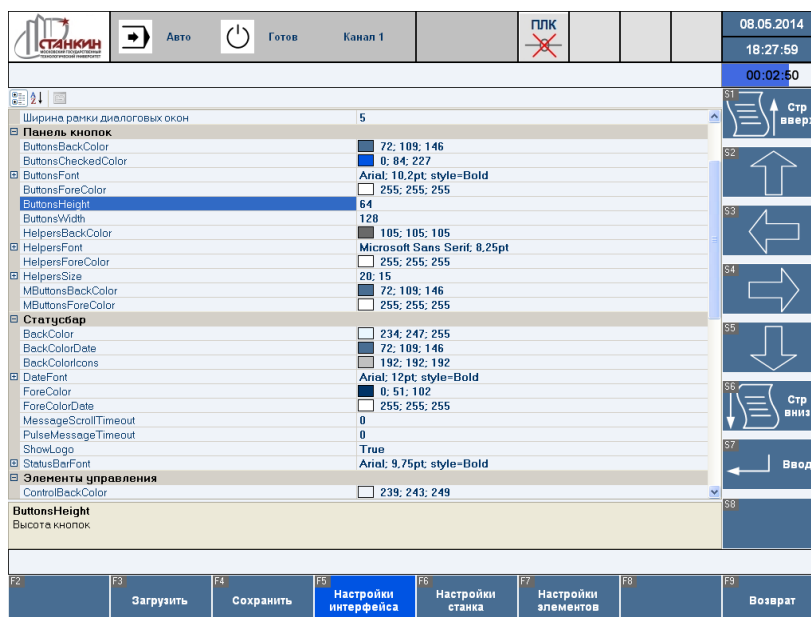 СТАНКИН
МОСКОВСКИЙ ГОСУДАРСТВЕННЫЙ
ТЕХНОЛОГИЧЕСКИЙ УНИВЕРСИТЕТ
Авто
Готов
Канал 1
ПЛК
08.05.2014
18:27:59
00:02:50
Ширина рамки диалоговых окон 5
Панель кнопок
ButtonsBackColor 72; 109; 146
ButtonsCheckedColor 0; 84; 227
ButtonsFont Arial; 10,2pt; style=Bold
ButtonsForeColor 255; 255; 255
ButtonsHeight 64
ButtonsWidth 128
HelpersBackColor 105; 105; 105
HelpersFont Microsoft Sans Serif; 8,25pt
HelpersForeColor 255; 255; 255
HelpersSize 20; 15
MButtonsBackColor 72; 109; 146
MButtonsForeColor 255; 255; 255
Статусбар
BackColor 234; 247; 255
BackColorDate 72; 109; 146
BackColorIcons 192; 192; 192
DateFont Arial; 12pt; style=Bold
ForeColor 0; 51; 102
ForeColorDate 255; 255; 255
MessageScrollTimeout 0
PulseMessageTimeout 0
ShowLogo True
StatusBarFont Arial; 9,75pt; style=Bold
Элементы управления
ControlBackColor 239; 243; 249
ButtonsHeight
Высота кнопок
S1
Стр
вверх
S2
S3
S4
S5
S6
Стр
вниз
S7
Ввод
S8
F2
F3
Загрузить
F4
Сохранить
F5
Настройки
интерфейса
F6
Настройки
станка
F7
Настройки
элементов
F8
F9
Возврат